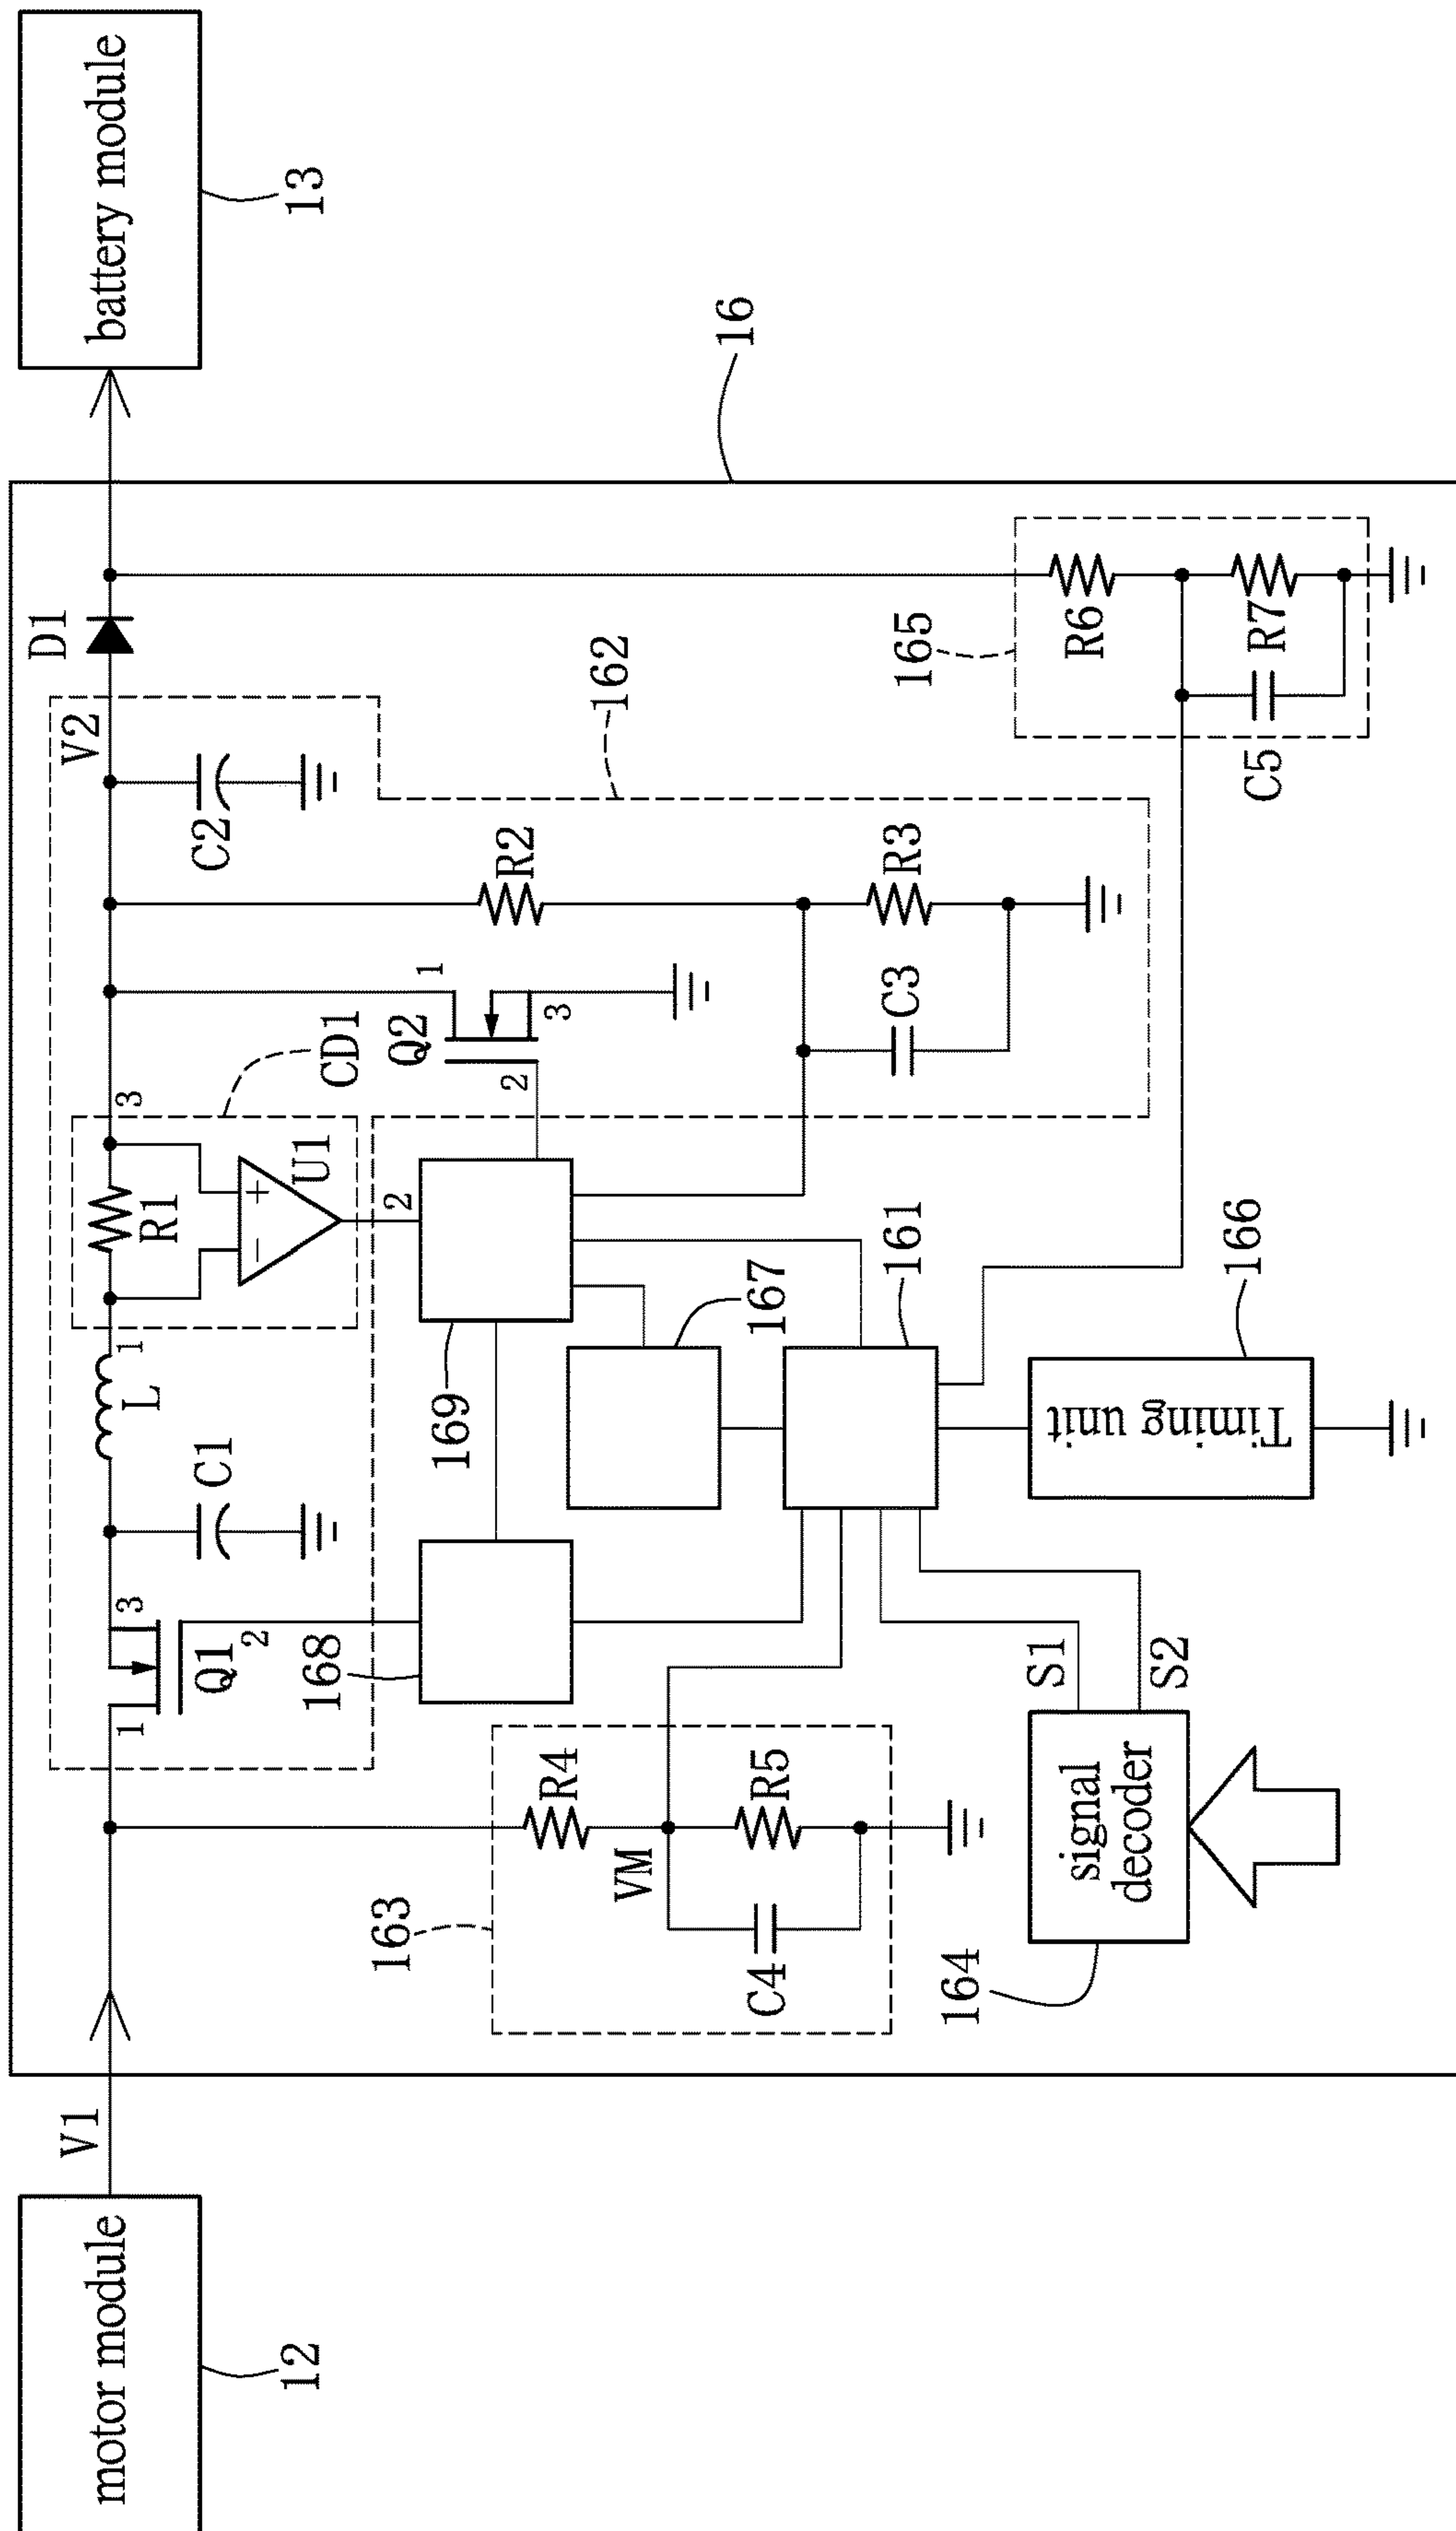 motor module
12
V1
battery module
13
16
D1
V2
C2
162
R2
R3
C3
Q2
1
2
3
CD1
3
R1
U1
+
−
2
1
L
C1
3
Q1
2
1
169
167
161
168
166
Timing unit
165
R6
R7
C5
163
R4
VM
R5
C4
S1
S2
signal
decoder
164